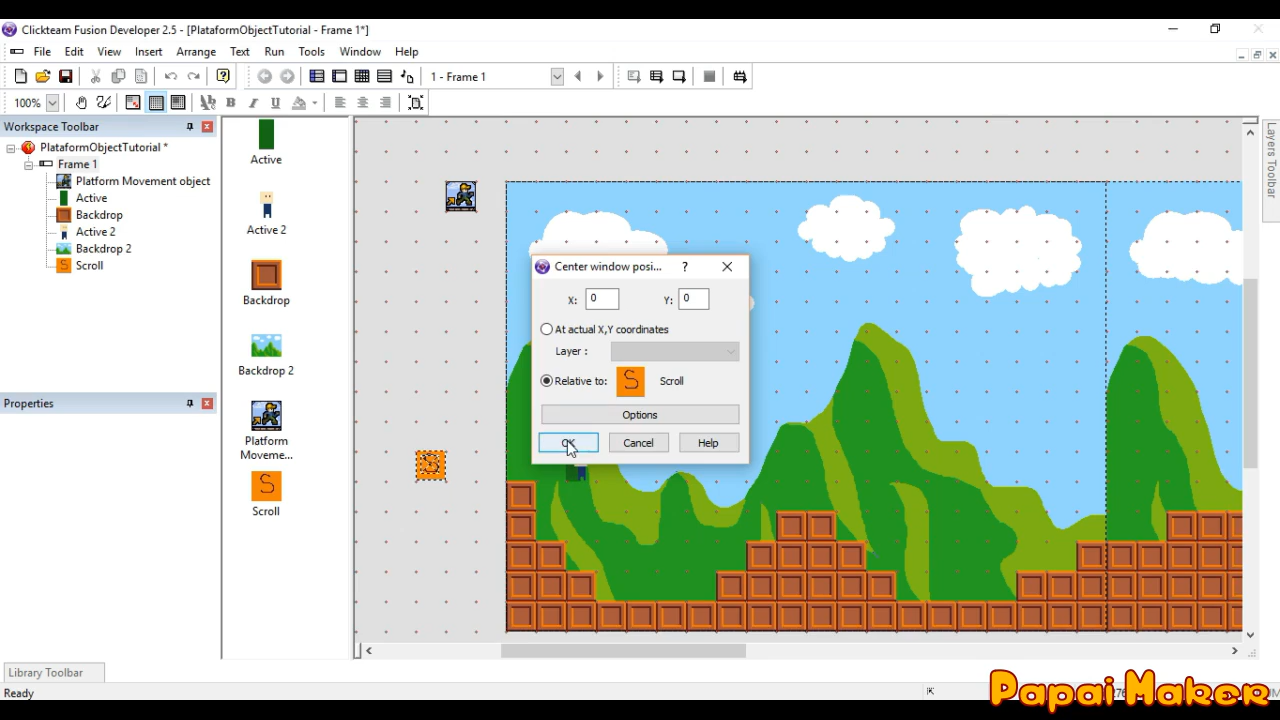 Clickteam Fusion Developer 2.5 - [PlataformObjectTutorial - Frame 1*]
File Edit View Insert Arrange Text Run Tools Window Help
1 - Frame 1
100%
B I U
Workspace Toolbar
PlataformObjectTutorial *
Frame 1
Platform Movement object
Active
Backdrop
Active 2
Backdrop 2
Scroll
Properties
Active
Active 2
Backdrop
Backdrop 2
Platform
Moveme...
S
Scroll
S
Center window posi... ?
X: 0 Y: 0
At actual X,Y coordinates
Layer :
Relative to: S Scroll
Options
OK Cancel Help
Layers Toolbar
Library Toolbar
Ready
Papai Maker